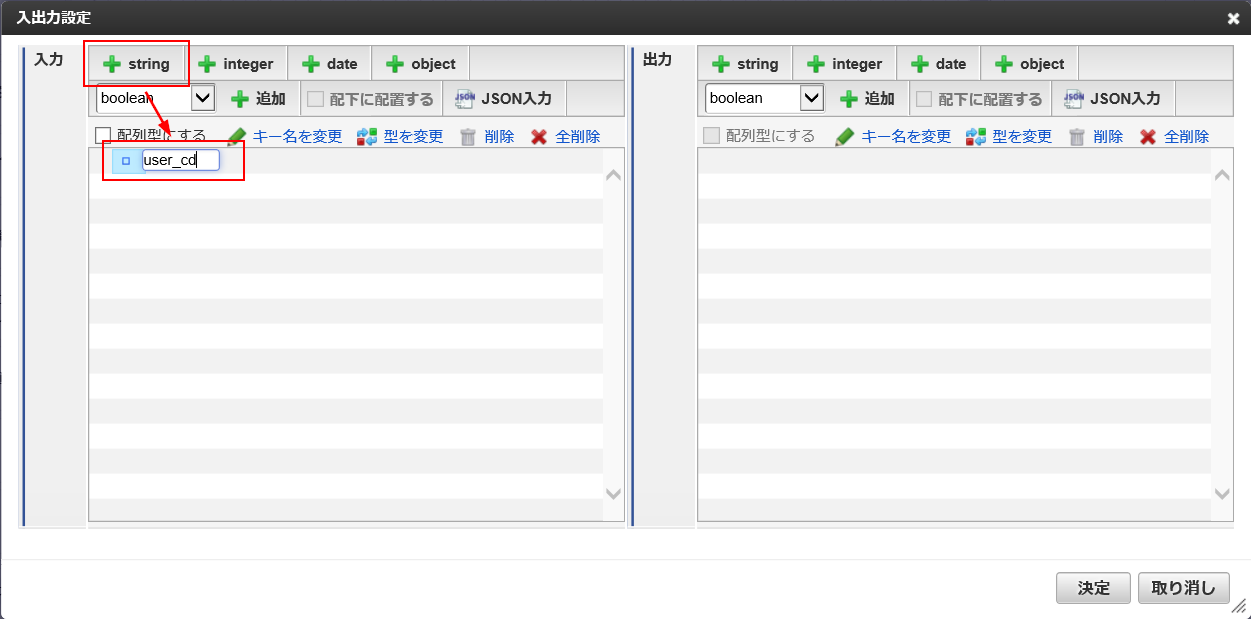 入出力設定
入力
string integer date object
boolean 追加 配下に配置する JSON JSON入力
配列型にする キー名を変更 型を変更 削除 全削除
user_cd
出力
string integer date object
boolean 追加 配下に配置する JSON JSON入力
配列型にする キー名を変更 型を変更 削除 全削除
決定 取り消し